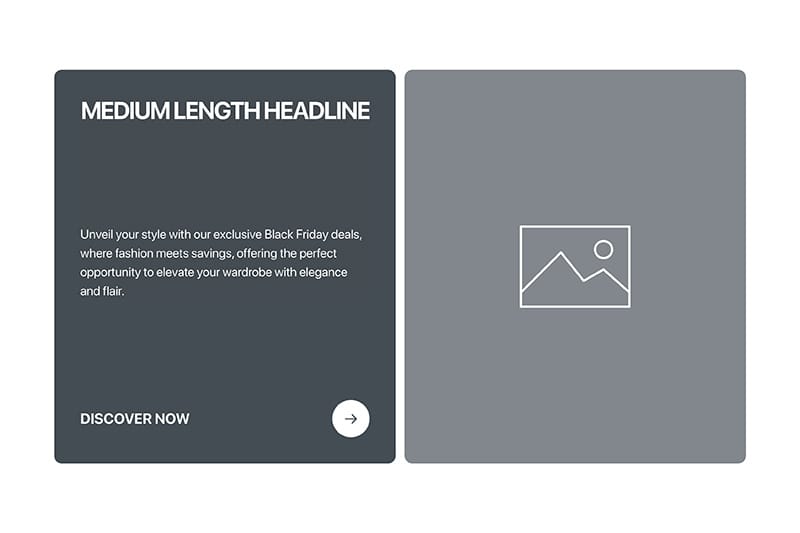 MEDIUM LENGTH HEADLINE
Unveil your style with our exclusive Black Friday deals,
where fashion meets savings, offering the perfect
opportunity to elevate your wardrobe with elegance
and flair.
DISCOVER NOW